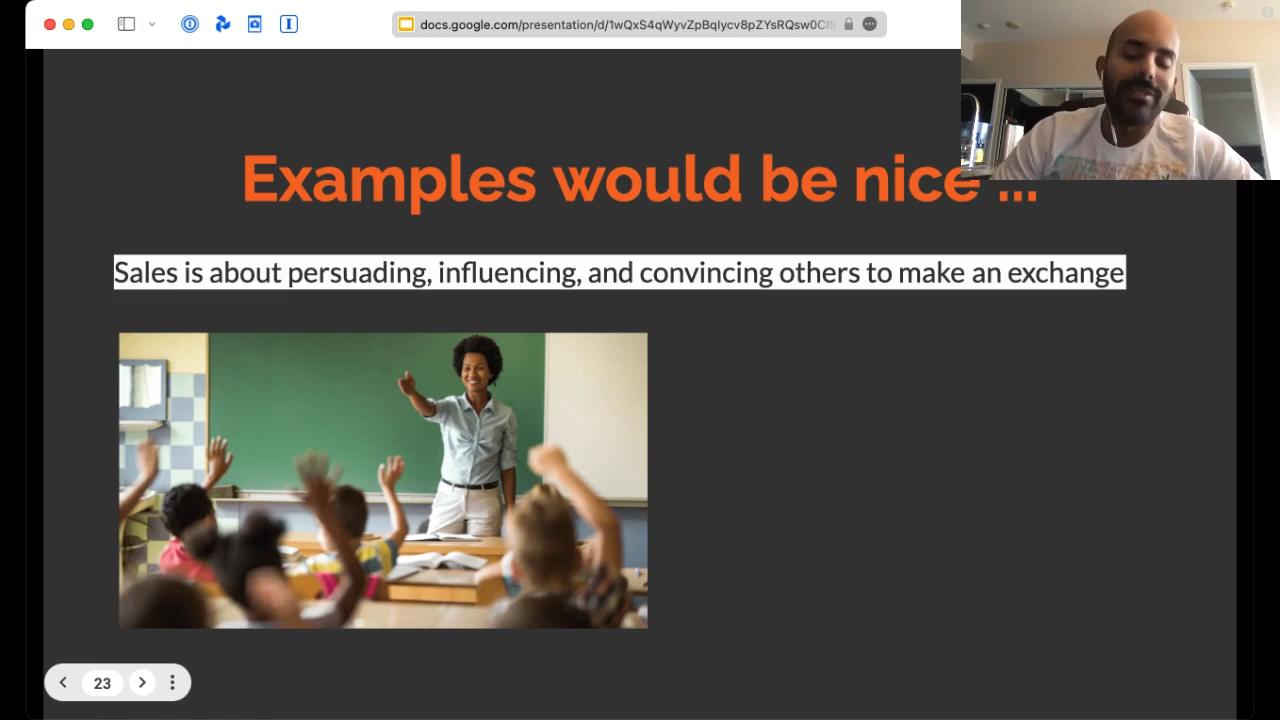 docs.google.com/presentation/d/1wQxS4qWyvZpBqlycv8pZYsRQsw0CI5
Examples would be nice ...
Sales is about persuading, influencing, and convincing others to make an exchange
23